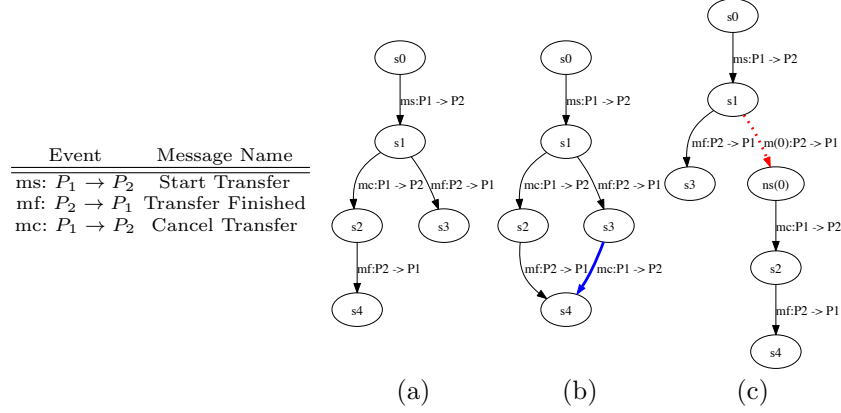 Event Message Name
ms: P₁ → P₂ Start Transfer
mf: P₂ → P₁ Transfer Finished
mc: P₁ → P₂ Cancel Transfer
s0
ms:P1 -> P2
s1
mc:P1 -> P2 mf:P2 -> P1
s2 s3
mf:P2 -> P1
s4
(a)
s0
ms:P1 -> P2
s1
mc:P1 -> P2 mf:P2 -> P1
s2 s3
mf:P2 -> P1 mc:P1 -> P2
s4
(b)
s0
ms:P1 -> P2
s1
mf:P2 -> P1 m(0):P2 -> P1
s3 ns(0)
mc:P1 -> P2
s2
mf:P2 -> P1
s4
(c)